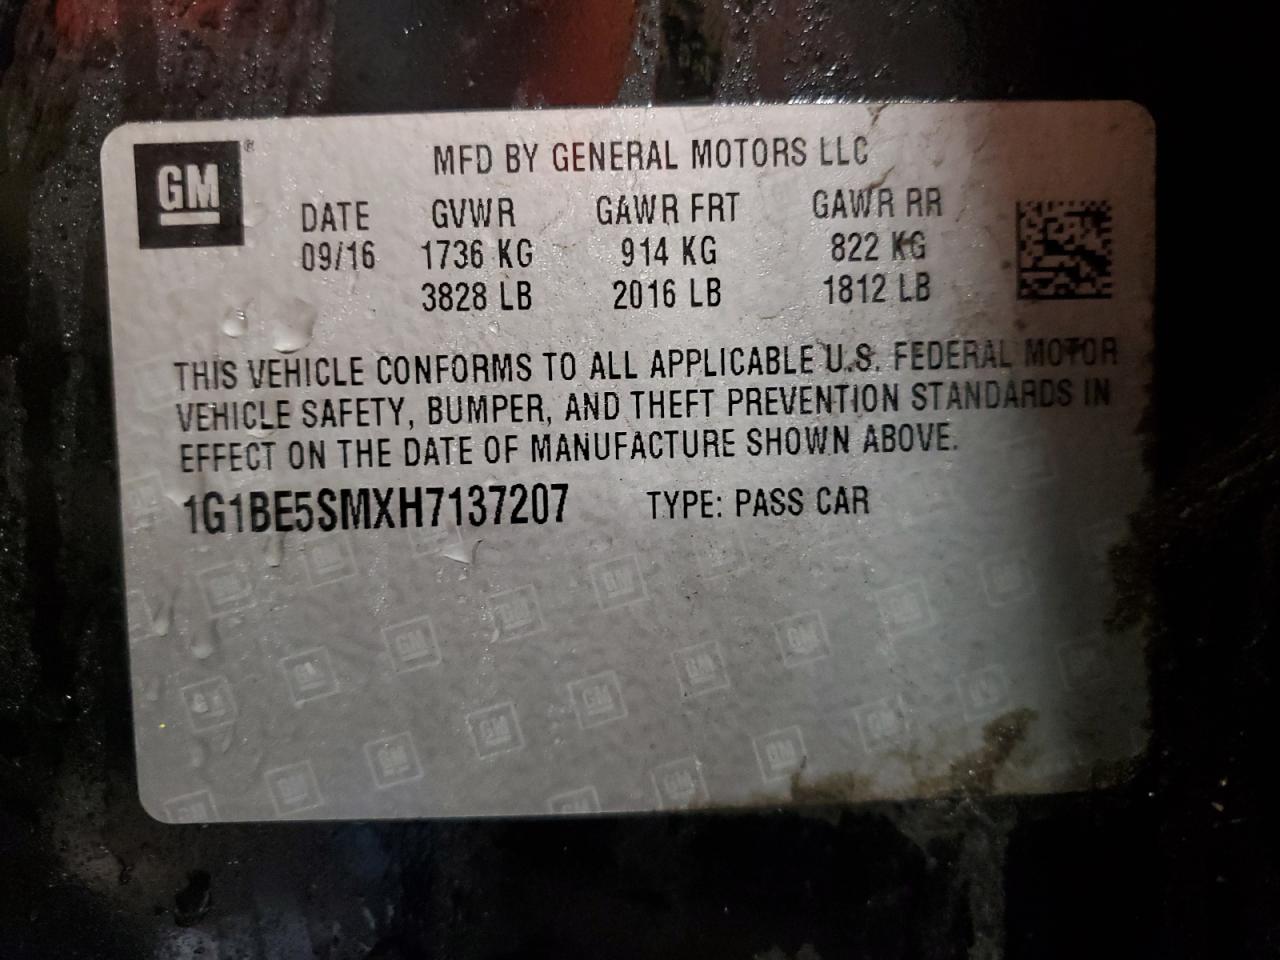 GM®
MFD BY GENERAL MOTORS LLC
DATE GVWR GAWR FRT GAWR RR
09/16 1736 KG 914 KG 822 KG
3828 LB 2016 LB 1812 LB
THIS VEHICLE CONFORMS TO ALL APPLICABLE U.S. FEDERAL MOTOR
VEHICLE SAFETY, BUMPER, AND THEFT PREVENTION STANDARDS IN
EFFECT ON THE DATE OF MANUFACTURE SHOWN ABOVE.
1G1BE5SMXH7137207 TYPE: PASS CAR